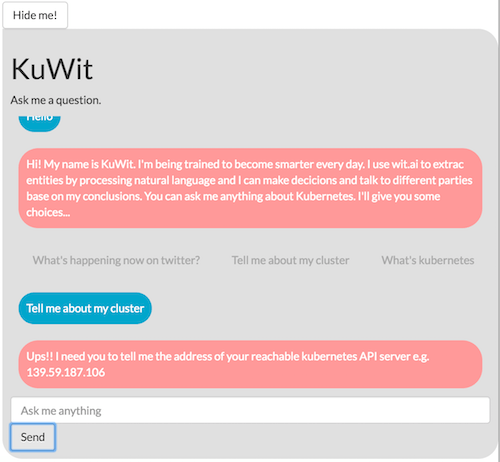 Hide me!
KuWit
Ask me a question.
Hello
Hi! My name is KuWit. I'm being trained to become smarter every day. I use wit.ai to extrac
entities by processing natural language and I can make decicions and talk to different parties
base on my conclusions. You can ask me anything about Kubernetes. I'll give you some
choices...
What's happening now on twitter? Tell me about my cluster What's kubernetes
Tell me about my cluster
Ups!! I need you to tell me the address of your reachable kubernetes API server e.g.
139.59.187.106
Ask me anything
Send